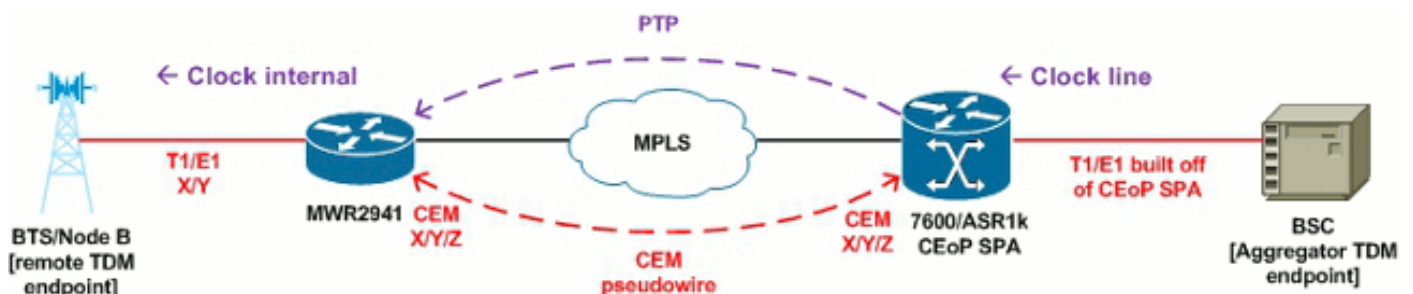 PTP
← Clock internal
← Clock line
MPLS
T1/E1
X/Y
T1/E1 built off
of CEoP SPA
MWR2941
CEM
X/Y/Z
CEM
X/Y/Z
7600/ASR1k
CEoP SPA
BTS/Node B
[remote TDM
endpoint]
CEM
pseudowire
BSC
[Aggregator TDM
endpoint]